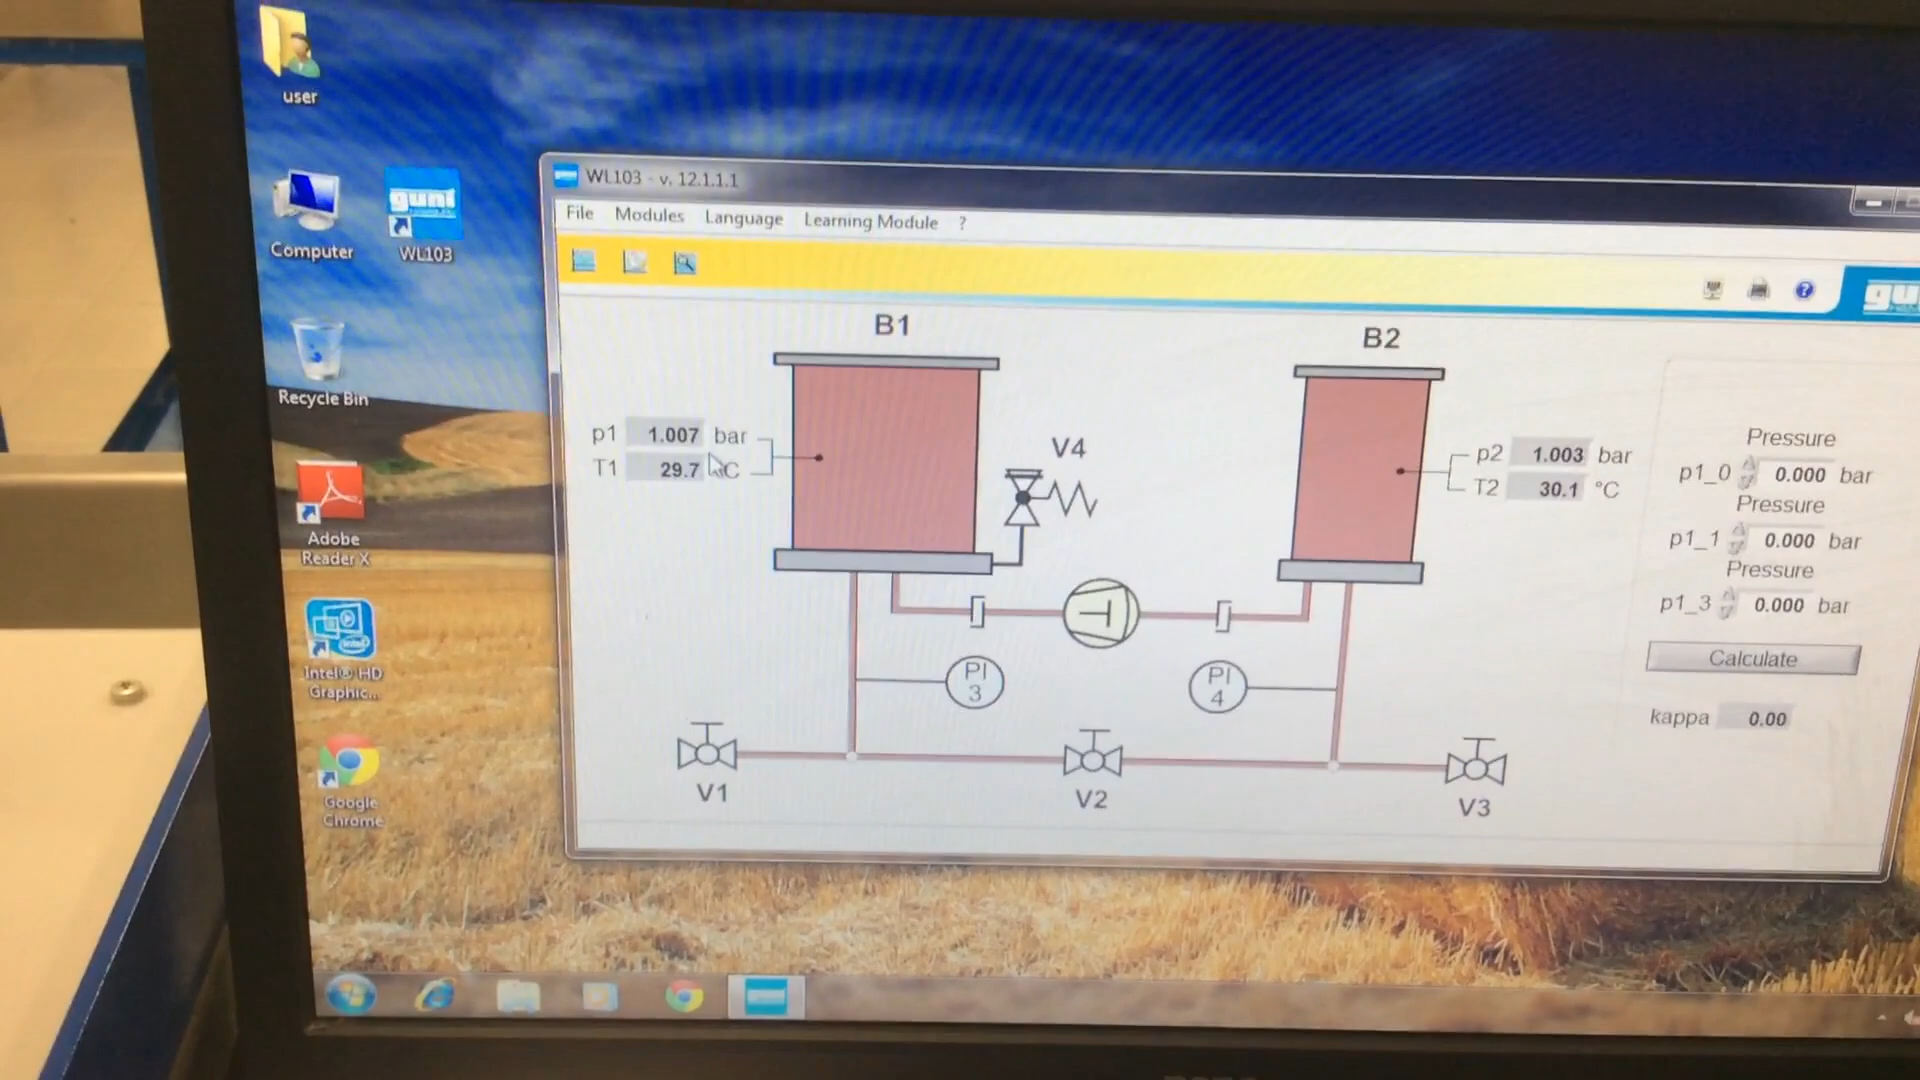 user
Computer
WL103
Recycle Bin
Adobe
Reader X
Intel® HD
Graphic...
Google
Chrome
WL103 - v. 12.1.1.1
File Modules Language Learning Module ?
B1
B2
p1 1.007 bar
T1 29.7 °C
V4
p2 1.003 bar
T2 30.1 °C
Pressure
p1_0 0.000 bar
Pressure
p1_1 0.000 bar
Pressure
p1_3 0.000 bar
Calculate
kappa 0.00
PI
3
PI
4
V1
V2
V3